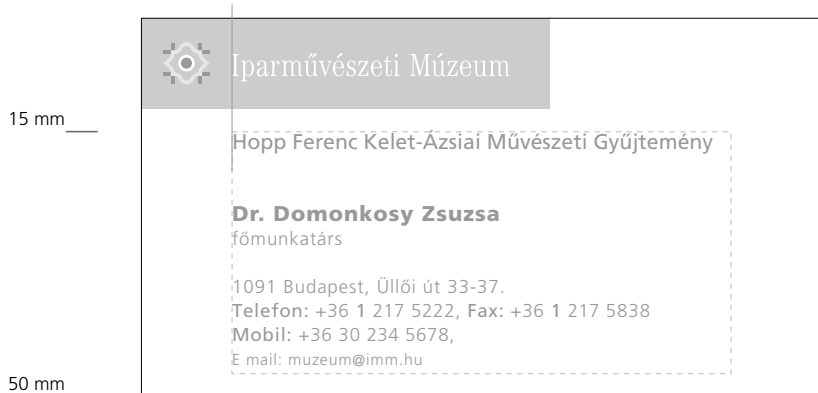 Iparművészeti Múzeum
15 mm
Hopp Ferenc Kelet-Ázsiai Művészeti Gyűjtemény
Dr. Domonkosy Zsuzsa
főmunkatárs
1091 Budapest, Üllői út 33-37.
Telefon: +36 1 217 5222, Fax: +36 1 217 5838
Mobil: +36 30 234 5678,
E mail: muzeum@imm.hu
50 mm